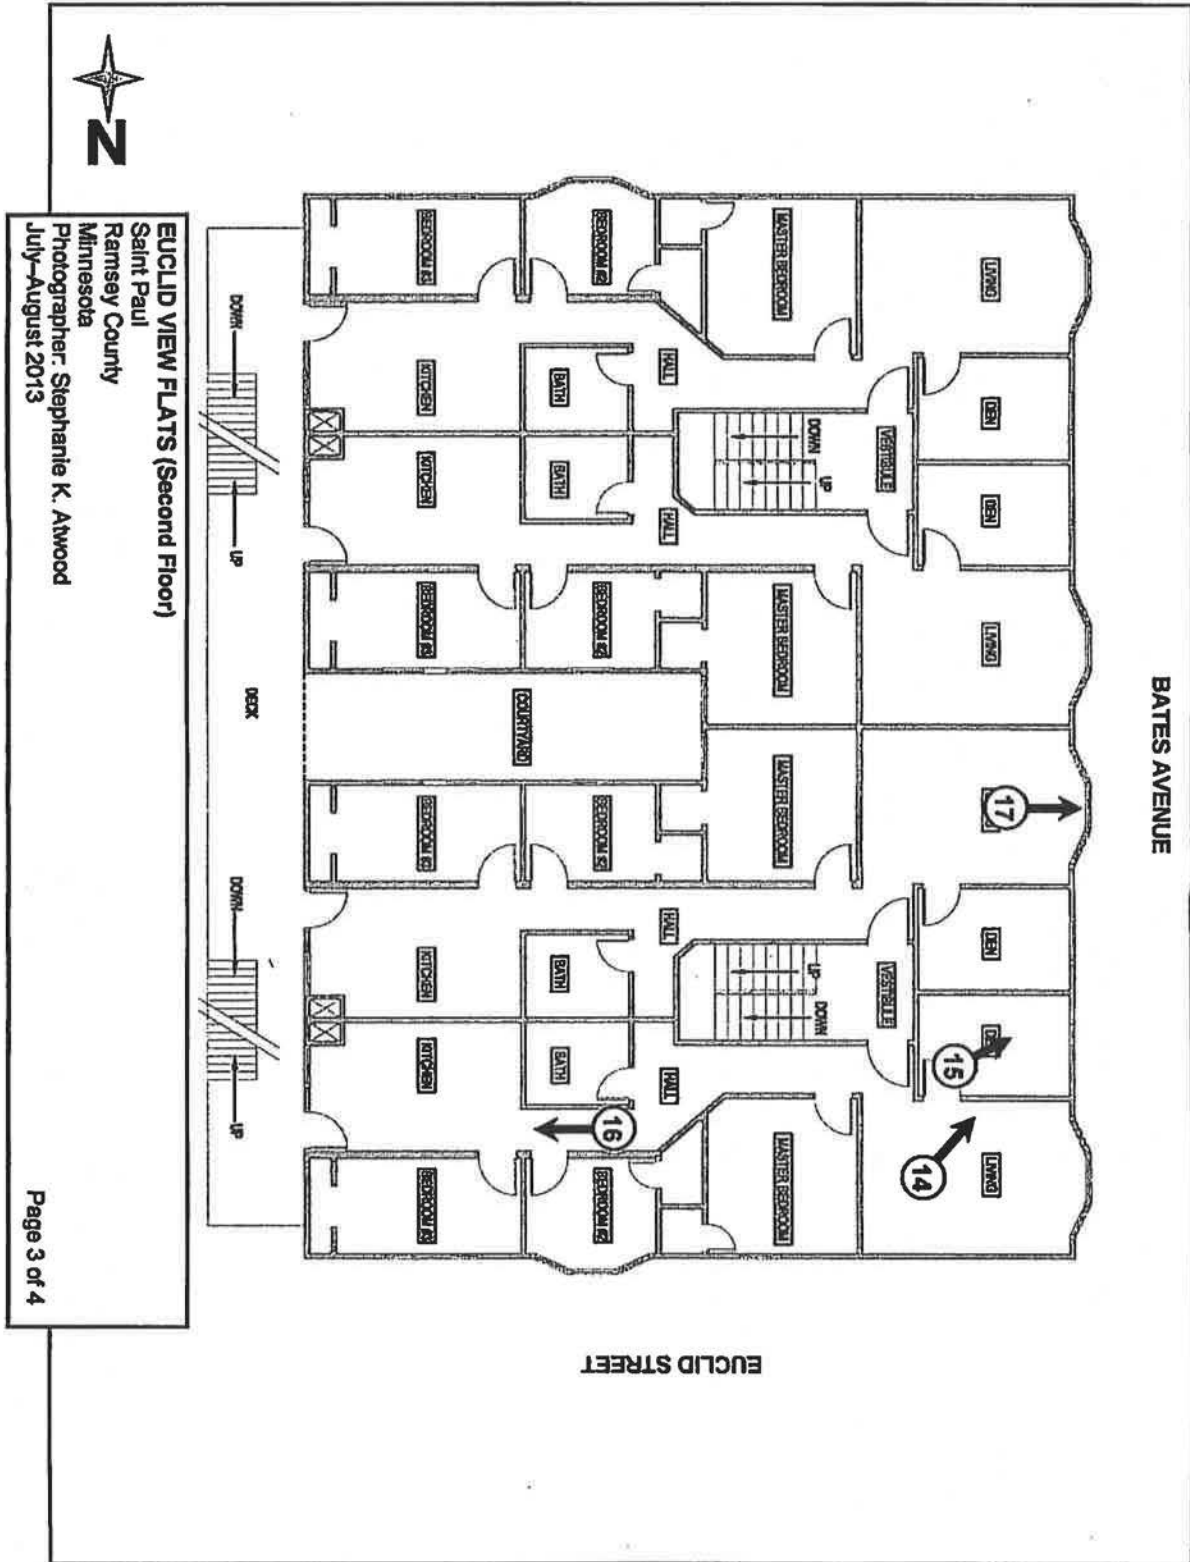 BATES AVENUE
LIVING DEN DEN LIVING 17 DEN LIVING
15
14
VESTIBULE VESTIBULE
DOWN UP UP DOWN
MASTER BEDROOM MASTER BEDROOM MASTER BEDROOM MASTER BEDROOM
HALL HALL HALL HALL
EUCLID STREET
BEDROOM #2 BEDROOM #2 BEDROOM #2 16 BEDROOM #2
BATH BATH BATH BATH
COURTYARD
BEDROOM #3 KITCHEN KITCHEN BEDROOM #3 BEDROOM #3 KITCHEN KITCHEN BEDROOM #3
DECK
DOWN UP DOWN UP
N
EUCLID VIEW FLATS (Second Floor)
Saint Paul
Ramsey County
Minnesota
Photographer: Stephanie K. Atwood
July–August 2013
Page 3 of 4